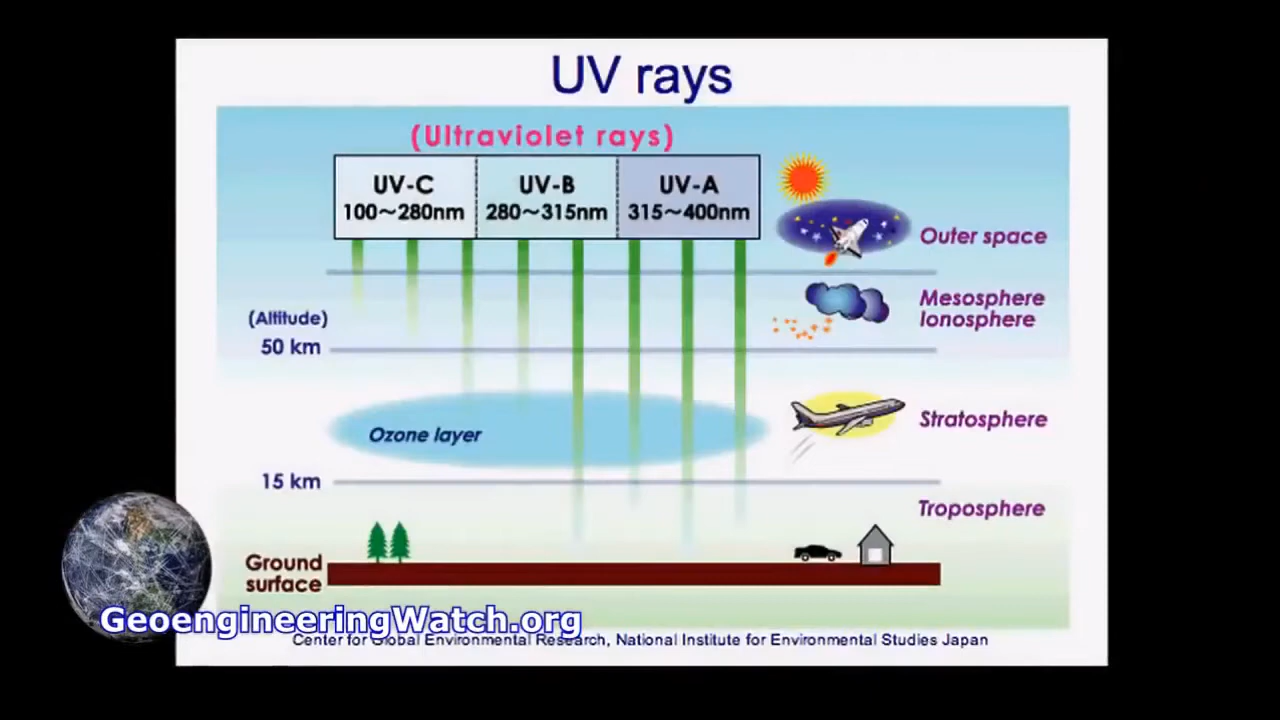 UV rays
(Ultraviolet rays)
UV-C
100~280nm
UV-B
280~315nm
UV-A
315~400nm
Outer space
Mesosphere
Ionosphere
(Altitude)
50 km
Ozone layer
Stratosphere
15 km
Troposphere
Ground
surface
GeoengineeringWatch.org
Center for Global Environmental Research, National Institute for Environmental Studies Japan